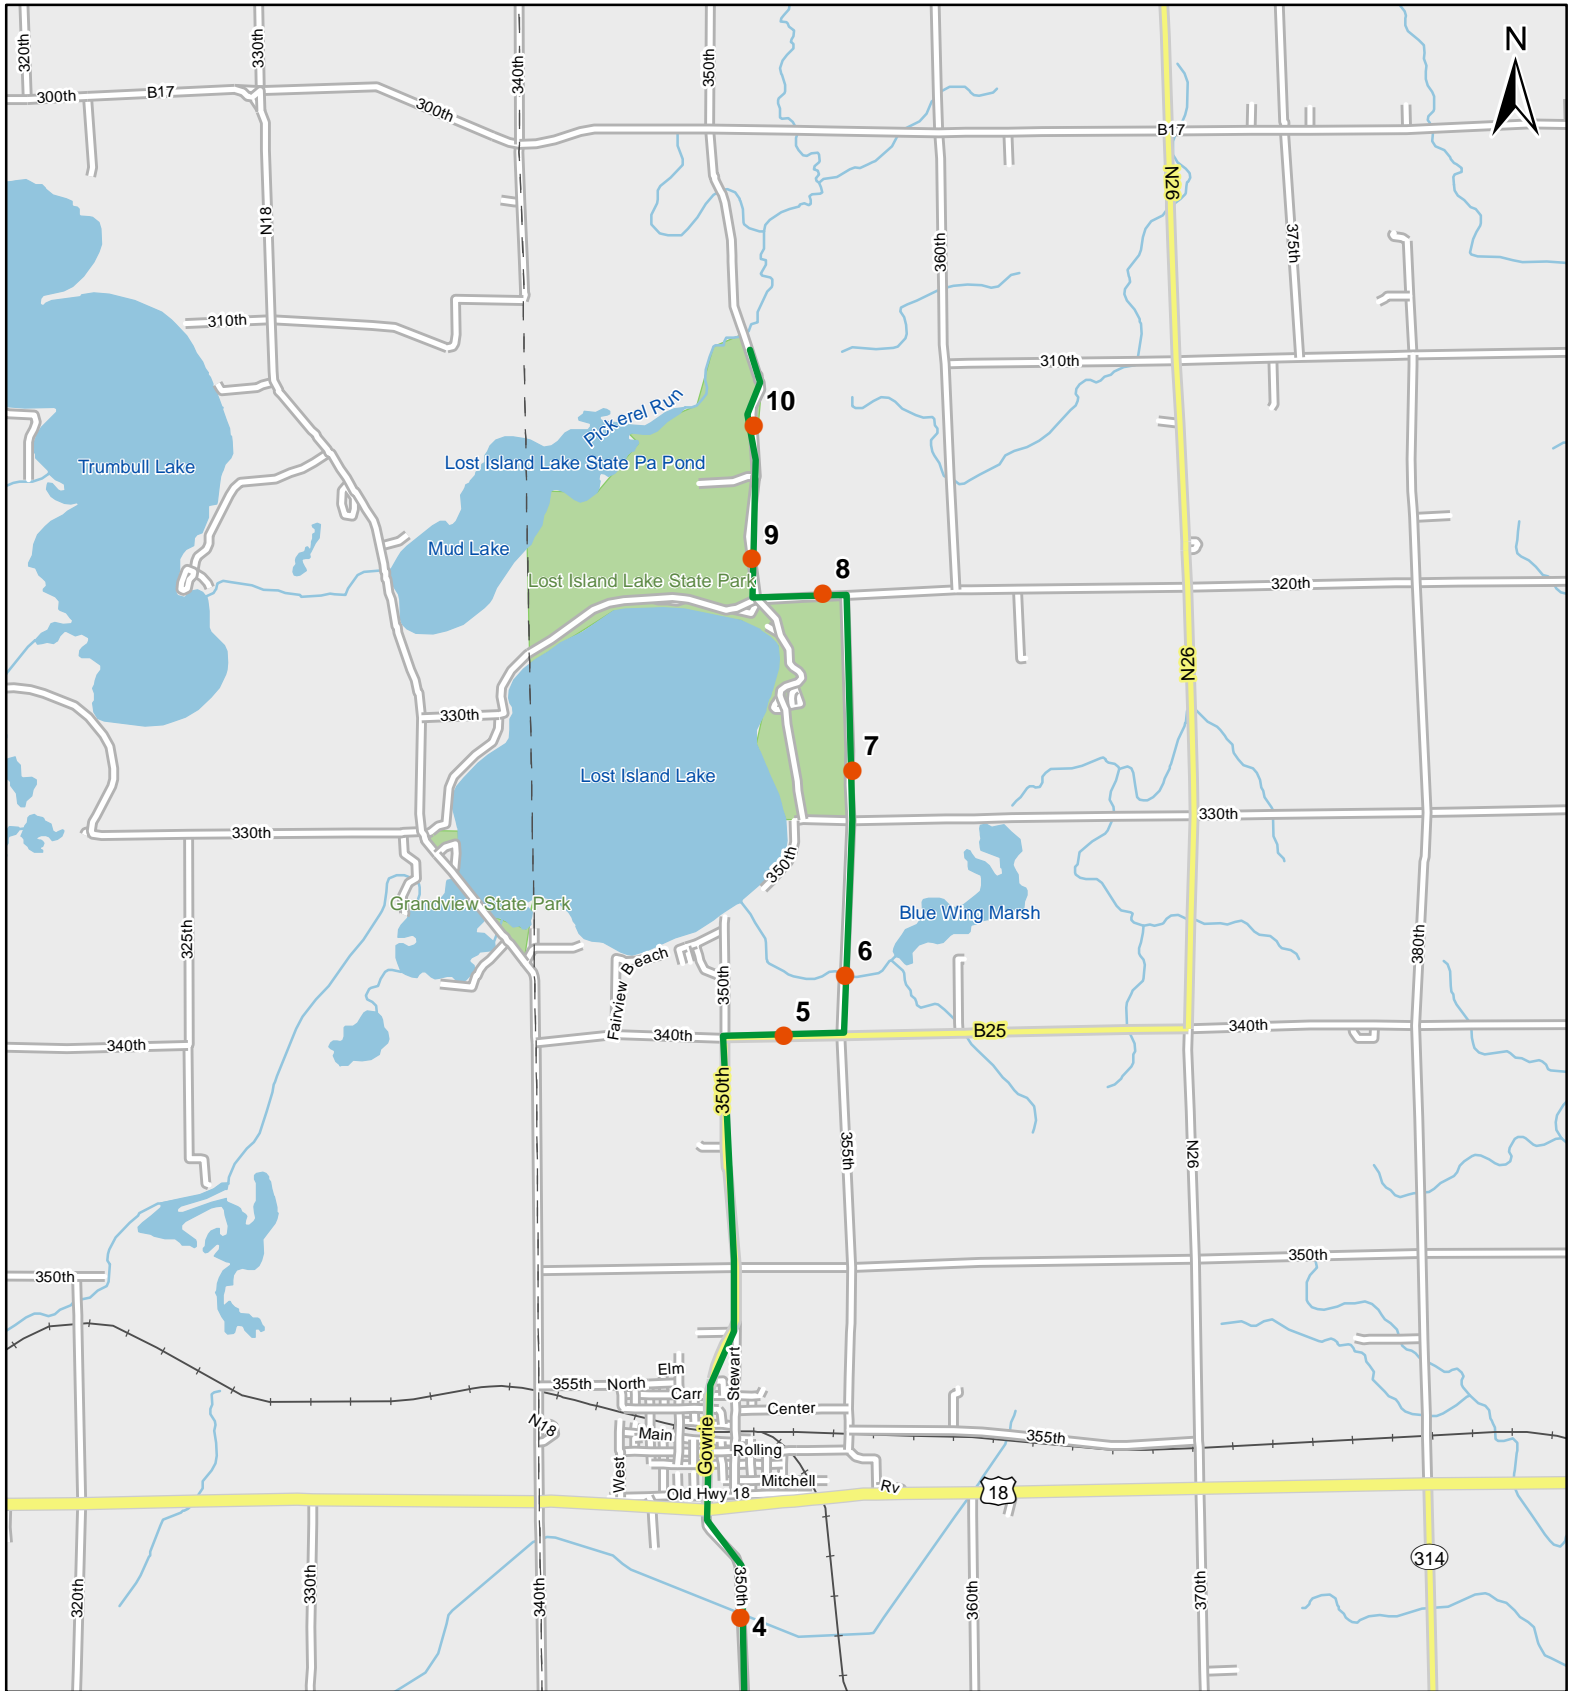 N
320th
330th
340th
350th
300th
B17
300th
B17
N26
N18
360th
375th
310th
310th
Pickerel Run
10
Trumbull Lake
Lost Island Lake State Pa Pond
Mud Lake
9
8
Lost Island Lake State Park
320th
N26
330th
7
Lost Island Lake
330th
330th
350th
Grandview State Park
Blue Wing Marsh
325th
380th
6
Fairview Beach
350th
5
340th
340th
B25
340th
350th
355th
N26
350th
350th
Elm
Stewart
355th
North
Carr
Center
N18
Main
Gowrie
Rolling
355th
West
Mitchell
Rv
Old Hwy 18
18
314
320th
330th
340th
350th
360th
370th
4